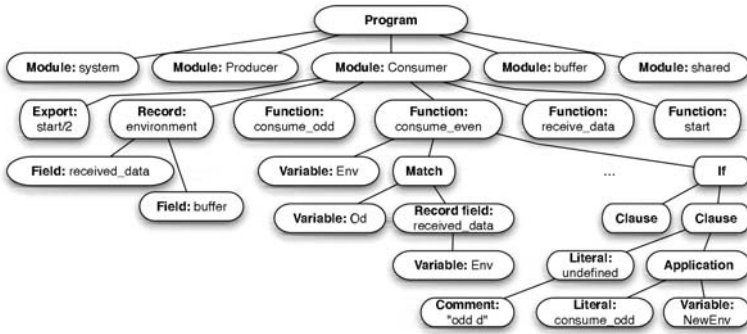 Program
Module: system
Module: Producer
Module: Consumer
Module: buffer
Module: shared
Export:
start/2
Record:
environment
Function:
consume_odd
Function:
consume_even
Function:
receive_data
Function:
start
Field: received_data
Variable: Env
Match
...
If
Field: buffer
Variable: Od
Record field:
received_data
Clause
Clause
Variable: Env
Literal:
undefined
Application
Comment:
"odd d"
Literal:
consume_odd
Variable:
NewEnv